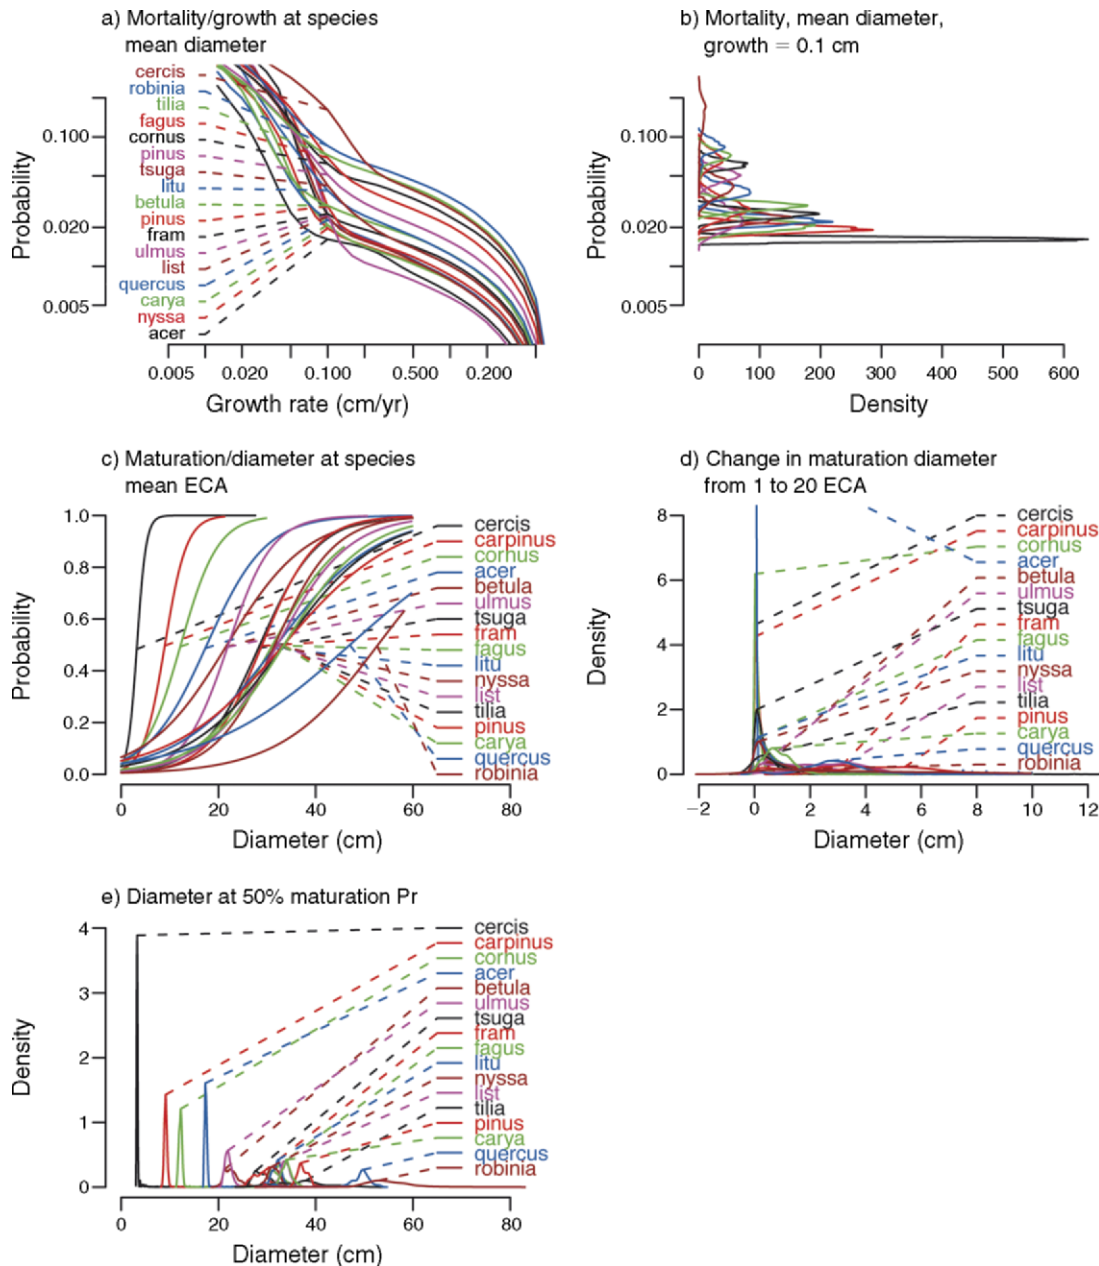 a) Mortality/growth at species
mean diameter
cercis
robinia
tilia
fagus
cornus
pinus
tsuga
litu
betula
pinus
fram
ulmus
list
quercus
carya
nyssa
acer
Probability
0.100
0.020
0.005
0.005 0.020 0.100 0.500 0.200
Growth rate (cm/yr)
b) Mortality, mean diameter,
growth = 0.1 cm
Probability
0.100
0.020
0.005
0 100 200 300 400 500 600
Density
c) Maturation/diameter at species
mean ECA
Probability
1.0
0.8
0.6
0.4
0.2
0.0
cercis
carpinus
cornus
acer
betula
ulmus
tsuga
fram
fagus
litu
nyssa
list
tilia
pinus
carya
quercus
robinia
0 20 40 60 80
Diameter (cm)
d) Change in maturation diameter
from 1 to 20 ECA
Density
8
6
4
2
0
cercis
carpinus
cornus
acer
betula
ulmus
tsuga
fram
fagus
litu
nyssa
list
tilia
pinus
carya
quercus
robinia
−2 0 2 4 6 8 10 12
Diameter (cm)
e) Diameter at 50% maturation Pr
Density
4
3
2
1
0
cercis
carpinus
cornus
acer
betula
ulmus
tsuga
fram
fagus
litu
nyssa
list
tilia
pinus
carya
quercus
robinia
0 20 40 60 80
Diameter (cm)